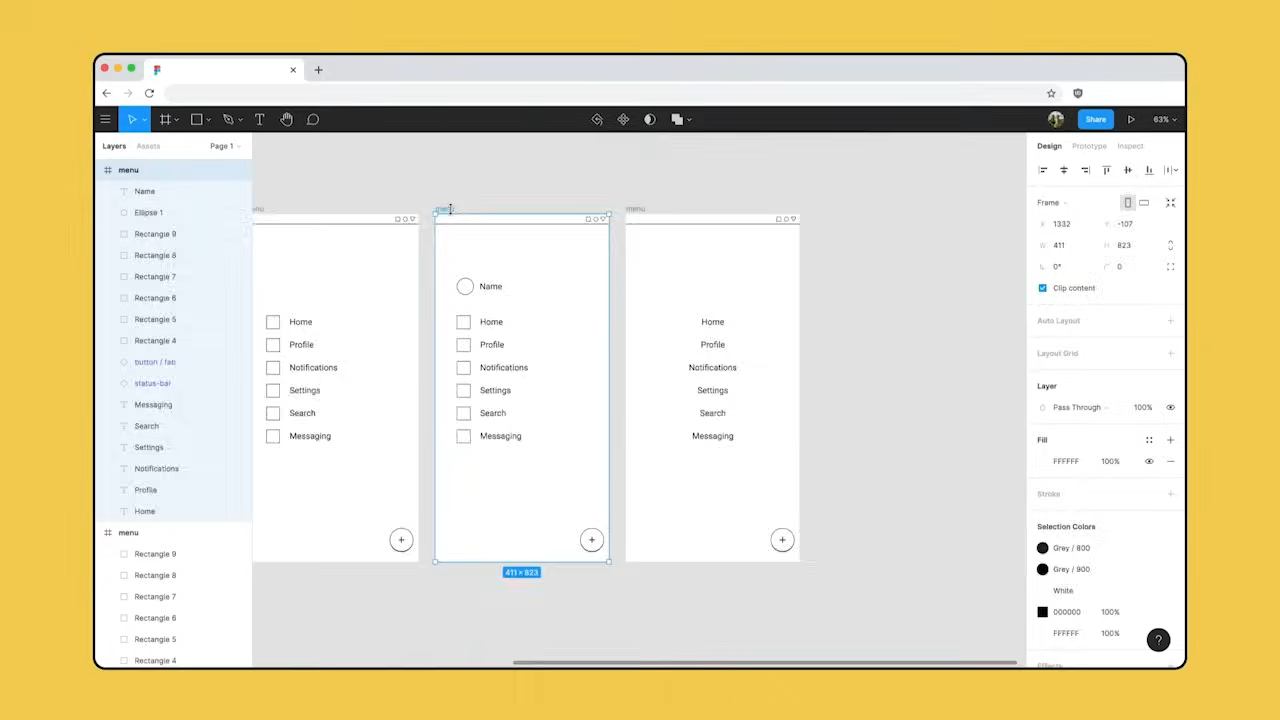 Share
63%
Layers
Assets
Page 1
Design
Prototype
Inspect
menu
Name
Ellipse 1
Rectangle 9
Rectangle 8
Rectangle 7
Rectangle 6
Rectangle 5
Rectangle 4
button / fab
status-bar
Messaging
Search
Settings
Notifications
Profile
Home
menu
Rectangle 9
Rectangle 8
Rectangle 7
Rectangle 6
Rectangle 5
Rectangle 4
Home
Profile
Notifications
Settings
Search
Messaging
+
menu
Name
Home
Profile
Notifications
Settings
Search
Messaging
+
411 × 823
menu
Home
Profile
Notifications
Settings
Search
Messaging
+
Frame
X 1332 Y -107
W 411 H 823
0° 0
Clip content
Auto Layout
Layout Grid
Layer
Pass Through 100%
Fill
FFFFFF 100%
Stroke
Selection Colors
Grey / 800
Grey / 900
White
000000 100%
FFFFFF 100%
Effects
?